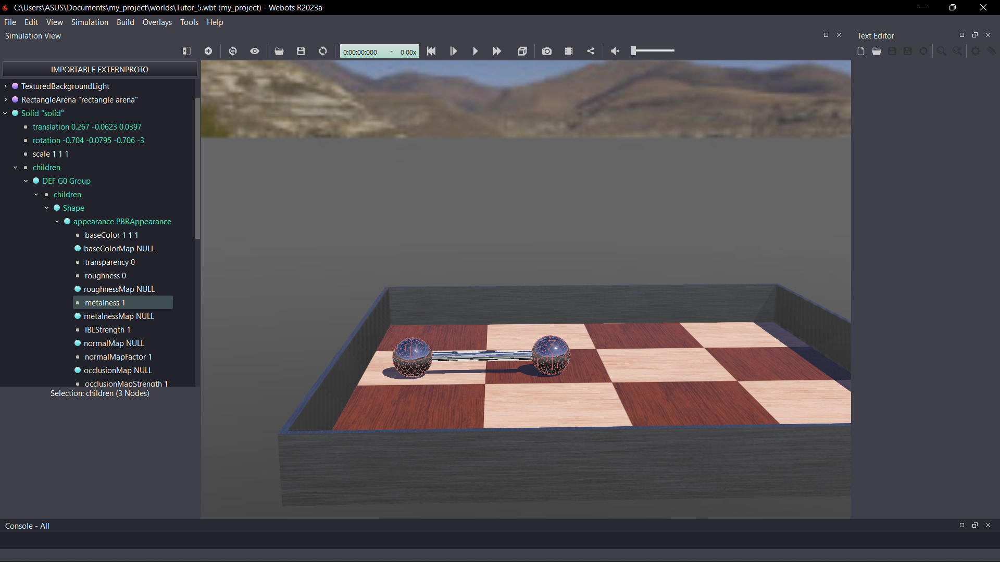 C:\Users\ASUS\Documents\my_project\worlds\Tutor_5.wbt (my_project) - Webots R2023a
File Edit View Simulation Build Overlays Tools Help
Simulation View
Text Editor
0:00:00:000 - 0.00x
IMPORTABLE EXTERNPROTO
TexturedBackgroundLight
RectangleArena "rectangle arena"
Solid "solid"
translation 0.267 -0.0623 0.0397
rotation -0.704 -0.0795 -0.706 -3
scale 1 1 1
children
DEF G0 Group
children
Shape
appearance PBRAppearance
baseColor 1 1 1
baseColorMap NULL
transparency 0
roughness 0
roughnessMap NULL
metalness 1
metalnessMap NULL
IBLStrength 1
normalMap NULL
normalMapFactor 1
occlusionMap NULL
occlusionMapStrength 1
Selection: children (3 Nodes)
Console - All